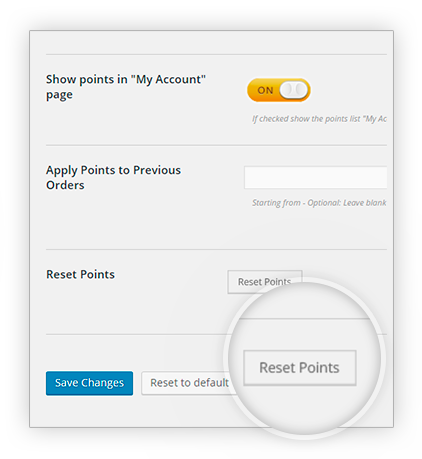 Show points in "My Account"
page
ON
If checked show the points list "My Ac
Apply Points to Previous
Orders
Starting from - Optional: Leave blank
Reset Points
Reset Points
Save Changes
Reset to default
Reset Points